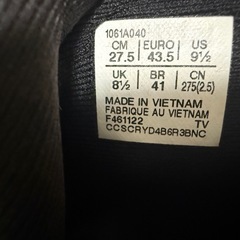 1061A040
CM EURO US
27.5 43.5 9½
UK BR CN
8½ 41 275(2.5)
MADE IN VIETNAM
FABRIQUE AU VIETNAM
F461122 TV
CCSCRYD4B6R3BNC